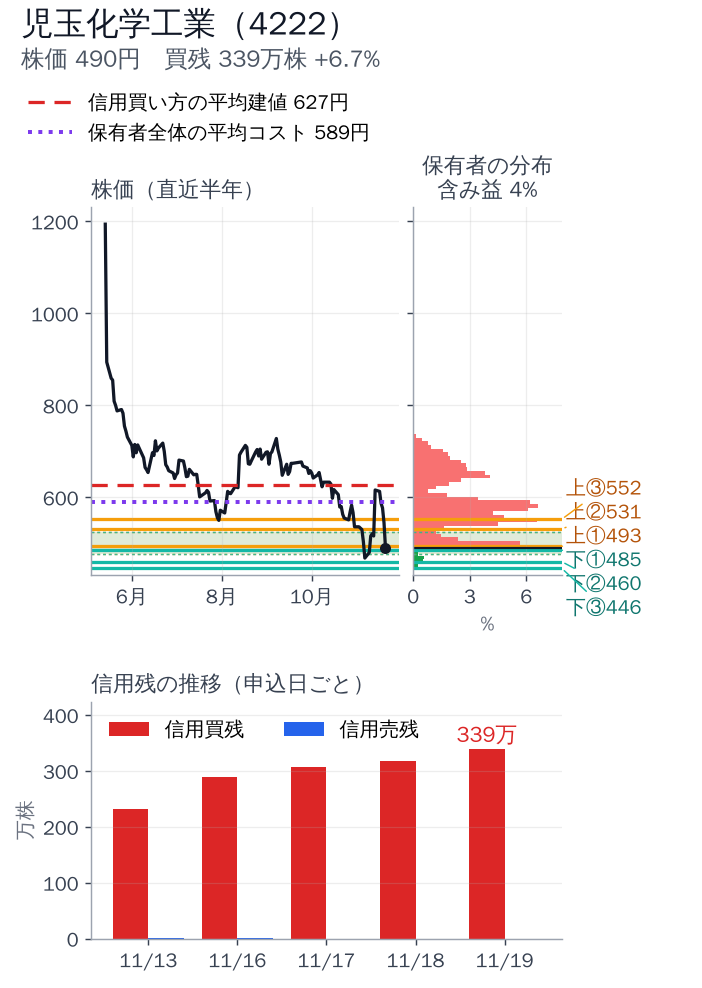 児玉化学工業（4222）
株価 490円　買残 339万株 +6.7%
信用買い方の平均建値 627円
保有者全体の平均コスト 589円
株価（直近半年）
保有者の分布
含み益 4%
1200
1000
800
600
6月
8月
10月
0
3
6
%
上③552
上②531
上①493
下①485
下②460
下③446
信用残の推移（申込日ごと）
信用買残
信用売残
339万
万株
400
300
200
100
0
11/13
11/16
11/17
11/18
11/19